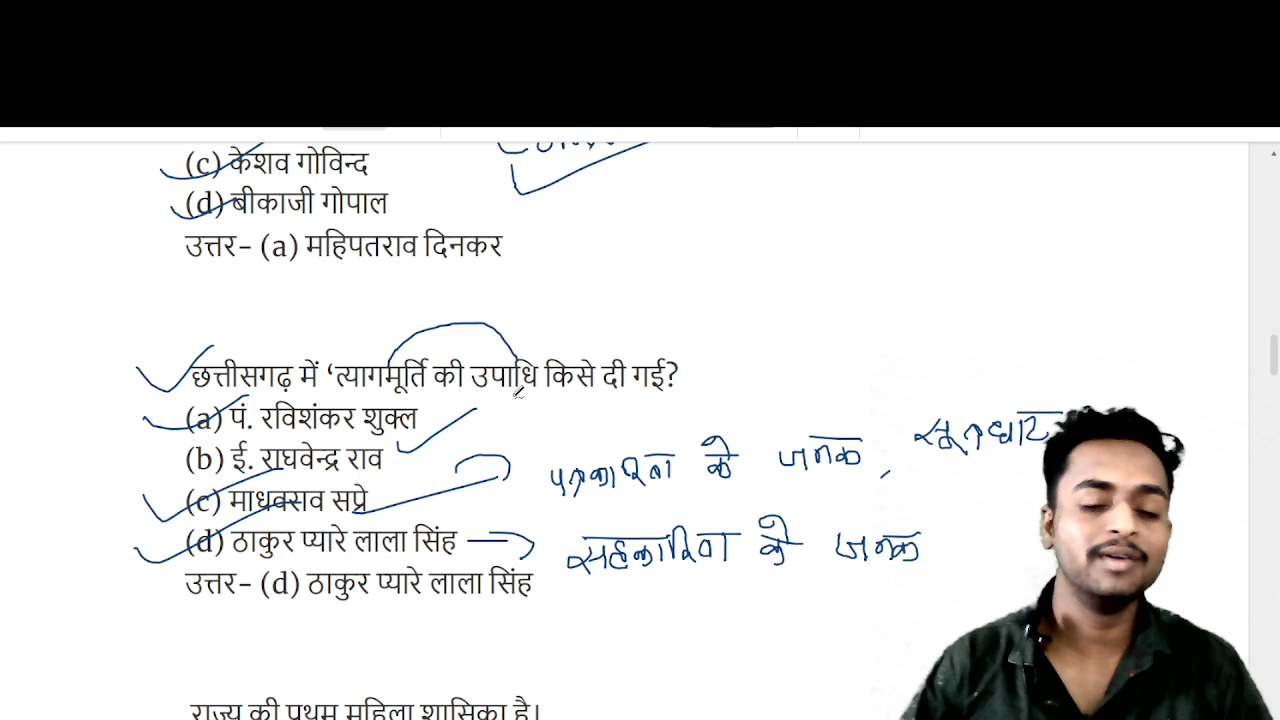 (c) केशव गोविन्द
(d) बीकाजी गोपाल
उत्तर- (a) महिपतराव दिनकर
छत्तीसगढ़ में ‘त्यागमूर्ति की उपाधि किसे दी गई?
(a) पं. रविशंकर शुक्ल
(b) ई. राघवेन्द्र राव
(c) माधवराव सप्रे
पत्रकारिता के जनक, सूत्रधार
(d) ठाकुर प्यारे लाला सिंह
सहकारिता के जनक
उत्तर- (d) ठाकुर प्यारे लाला सिंह
राज्य की प्रथम महिला शासिका है।